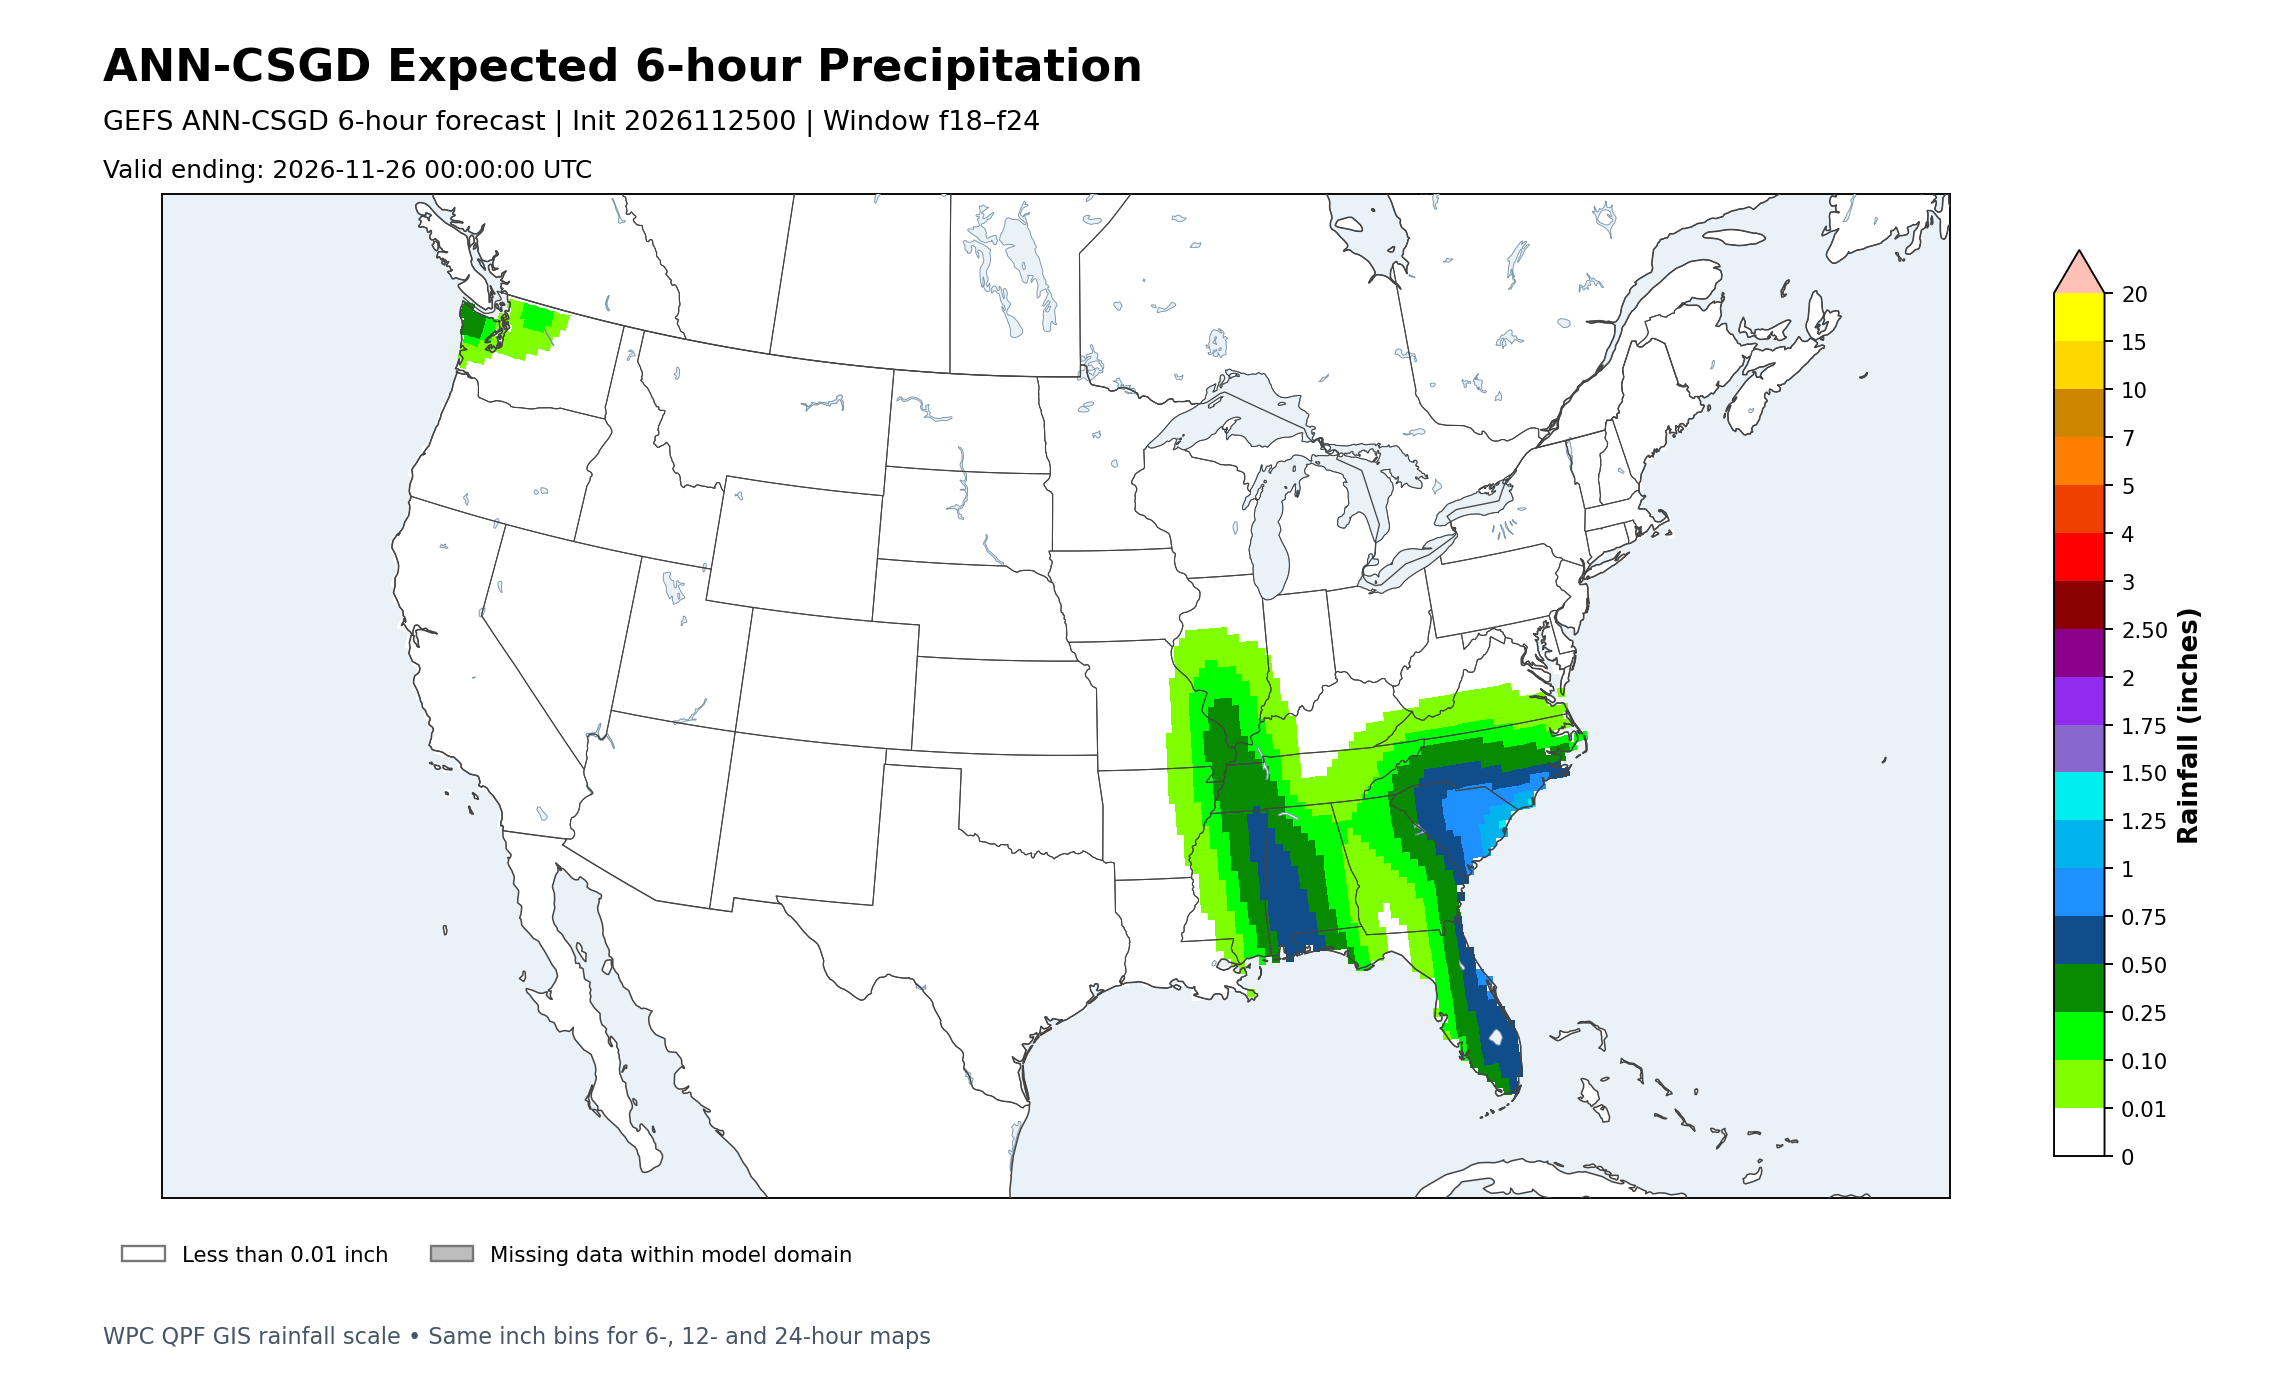 ANN-CSGD Expected 6-hour Precipitation
GEFS ANN-CSGD 6-hour forecast | Init 2026112500 | Window f18–f24
Valid ending: 2026-11-26 00:00:00 UTC
20
15
10
7
5
4
3
2.50
2
1.75
1.50
1.25
1
0.75
0.50
0.25
0.10
0.01
0
Rainfall (inches)
Less than 0.01 inch
Missing data within model domain
WPC QPF GIS rainfall scale • Same inch bins for 6-, 12- and 24-hour maps